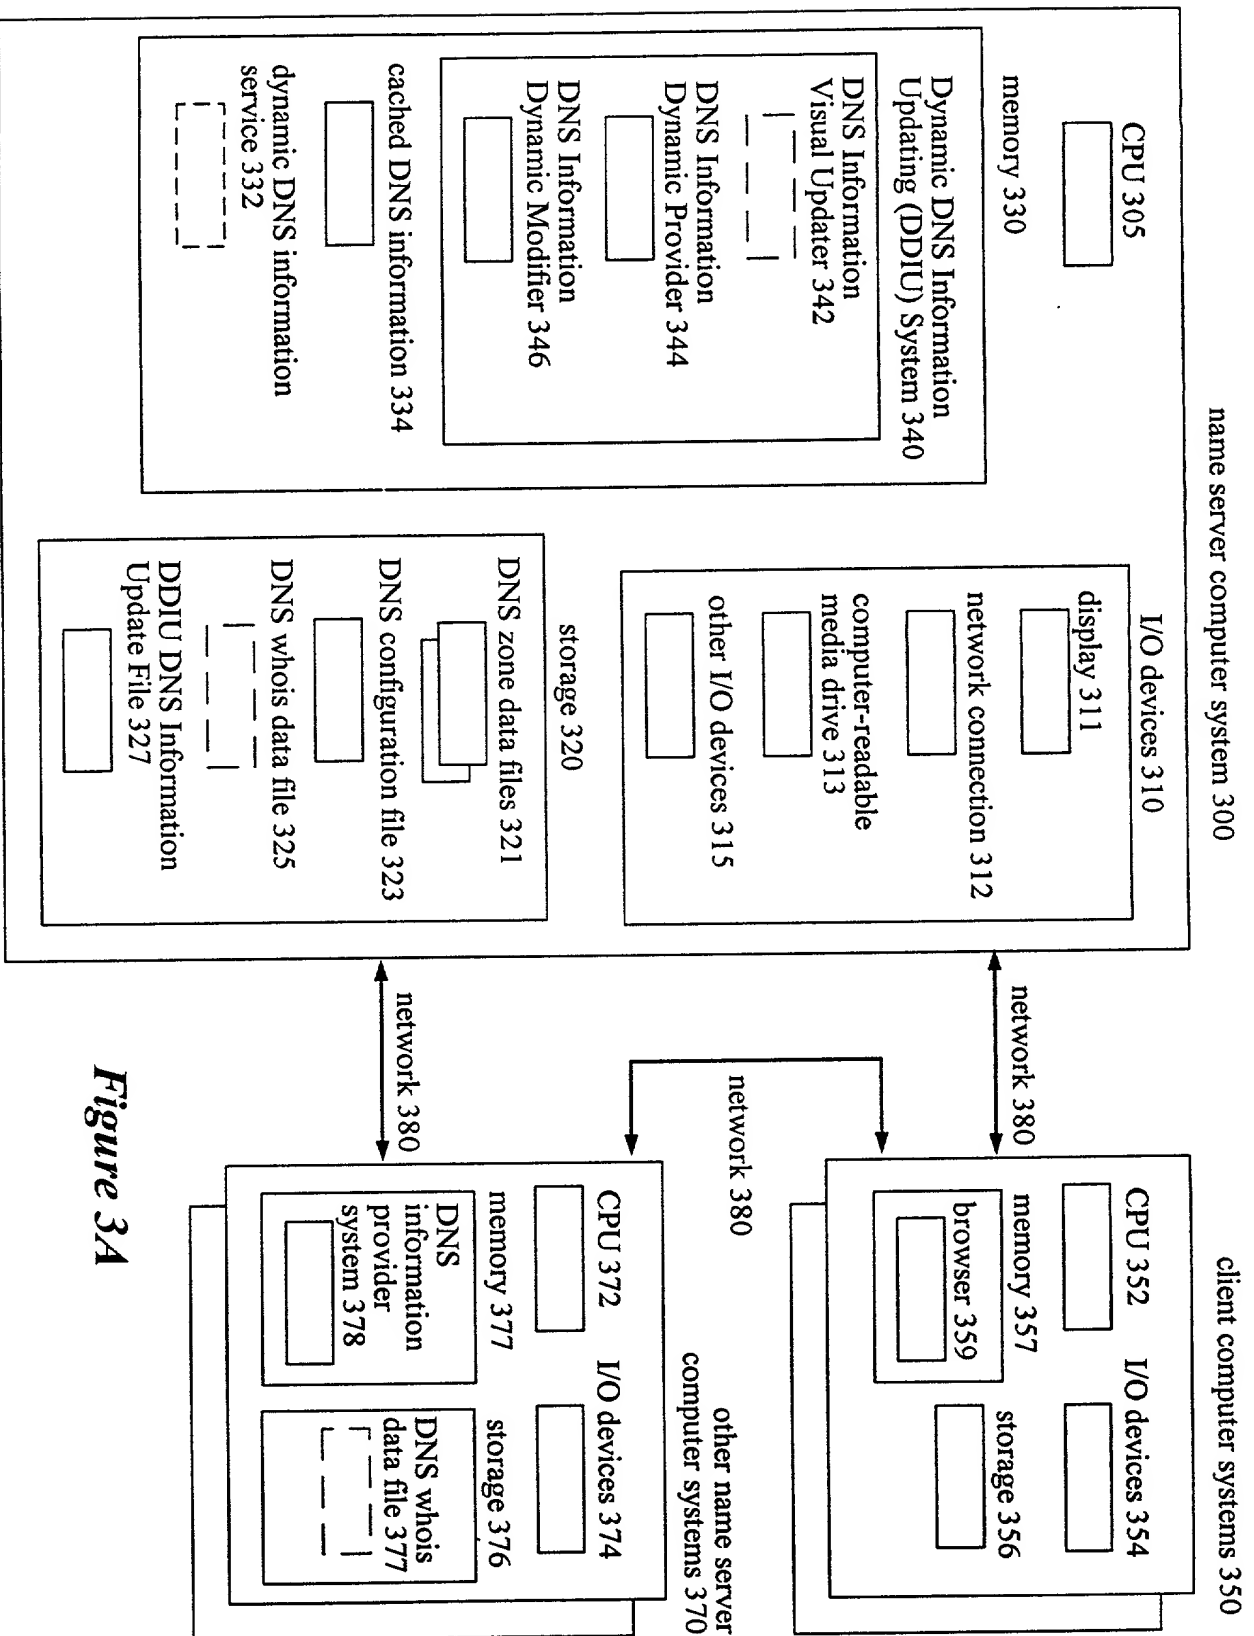 name server computer system 300
CPU 305
memory 330
Dynamic DNS Information
Updating (DDIU) System 340
DNS Information
Visual Updater 342
DNS Information
Dynamic Provider 344
DNS Information
Dynamic Modifier 346
cached DNS information 334
dynamic DNS information
service 332
I/O devices 310
display 311
network connection 312
computer-readable
media drive 313
other I/O devices 315
storage 320
DNS zone data files 321
DNS configuration file 323
DNS whois data file 325
DDIU DNS Information
Update File 327
network 380
network 380
network 380
client computer systems 350
CPU 352
I/O devices 354
memory 357
browser 359
storage 356
other name server
computer systems 370
CPU 372
I/O devices 374
memory 377
DNS
information
provider
system 378
storage 376
DNS whois
data file 377
Figure 3A